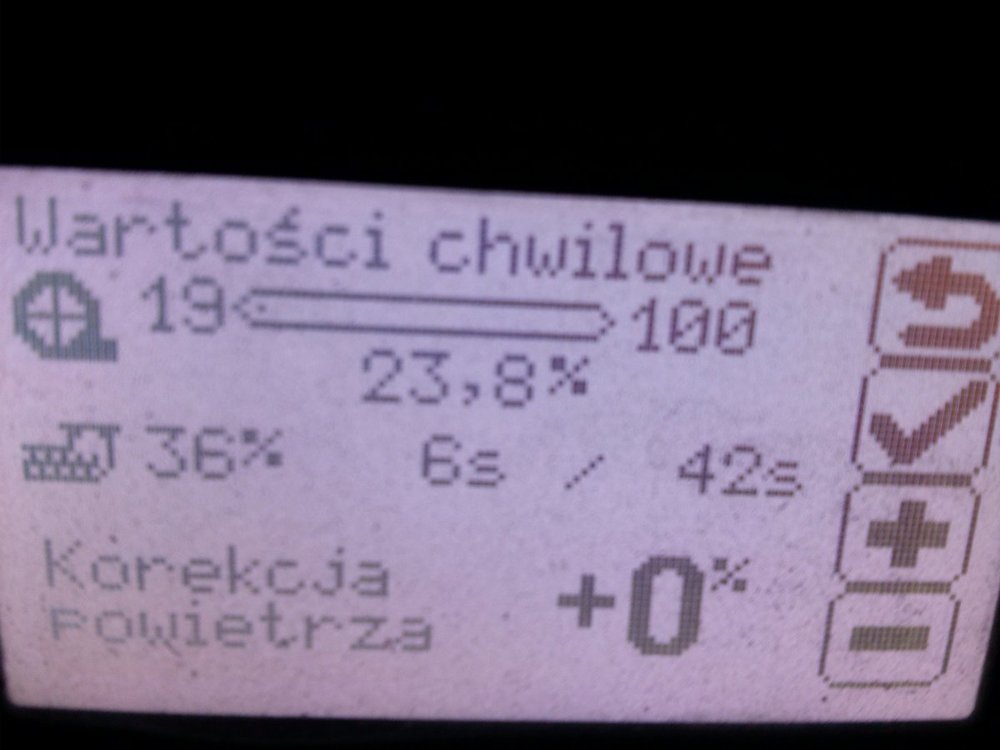 Wartości chwilowe
19 100
23,8%
36% 6s / 42s
Korekcja +0%
Powietrza